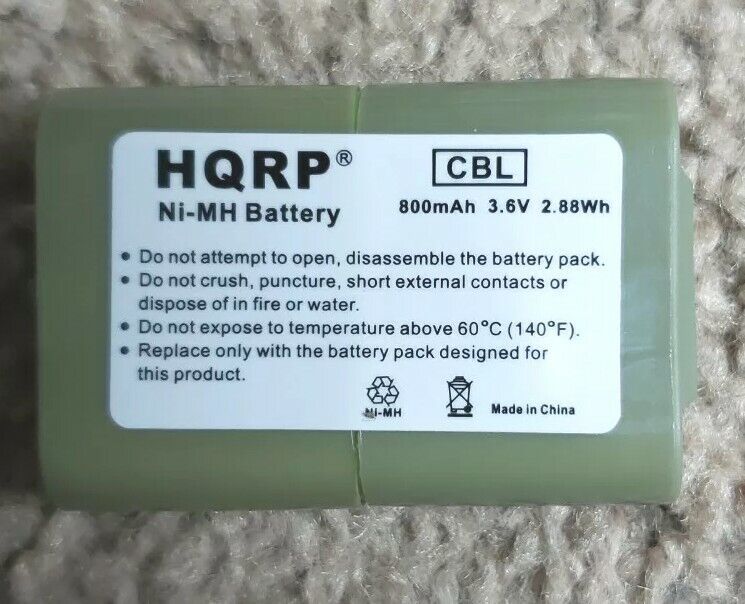 HQRP®
CBL
Ni-MH Battery
800mAh 3.6V 2.88Wh
• Do not attempt to open, disassemble the battery pack.
• Do not crush, puncture, short external contacts or
dispose of in fire or water.
• Do not expose to temperature above 60°C (140°F).
• Replace only with the battery pack designed for
this product.
Ni-MH
Made in China